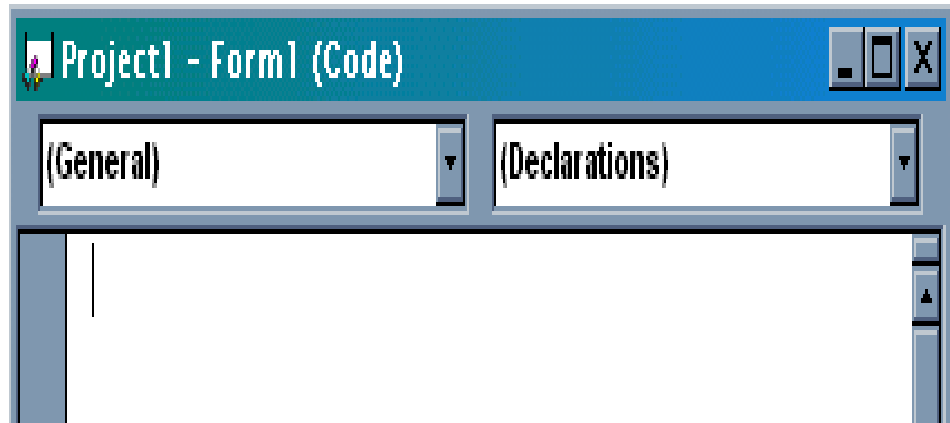 Project1 - Form1 (Code)
(General) (Declarations)